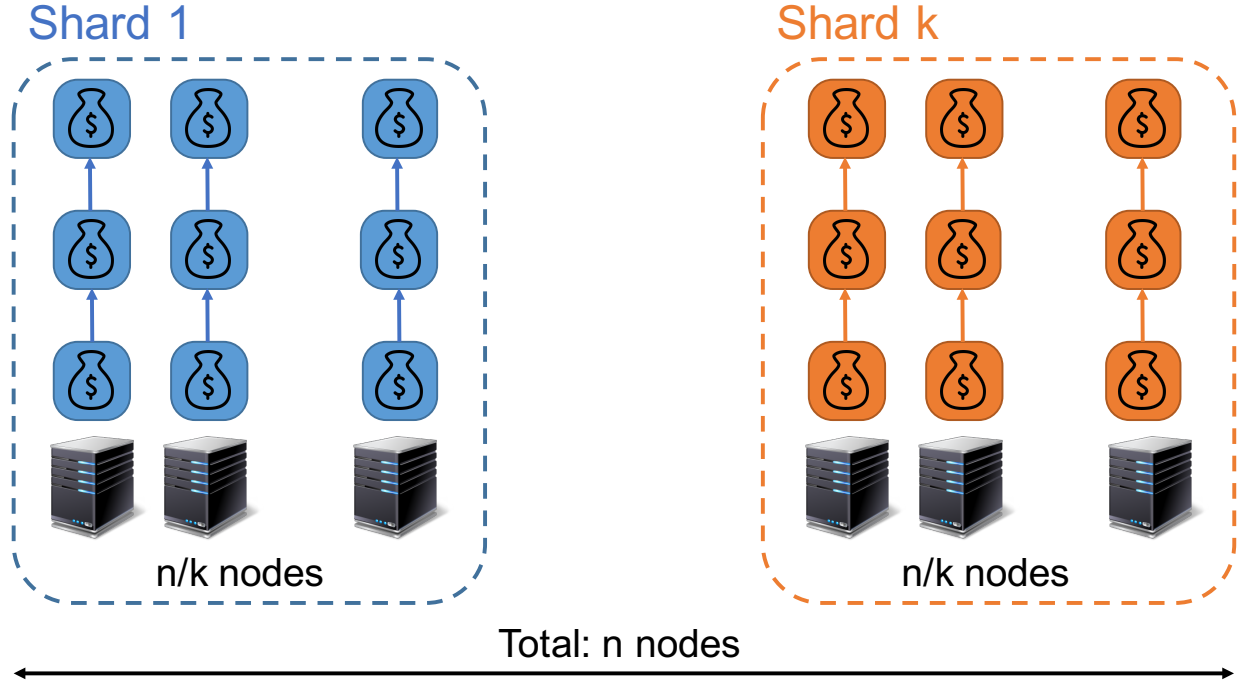 Shard 1
Shard k
$ $ $ $ $ $
$ $ $ $ $ $
$ $ $ $ $ $
n/k nodes
n/k nodes
Total: n nodes